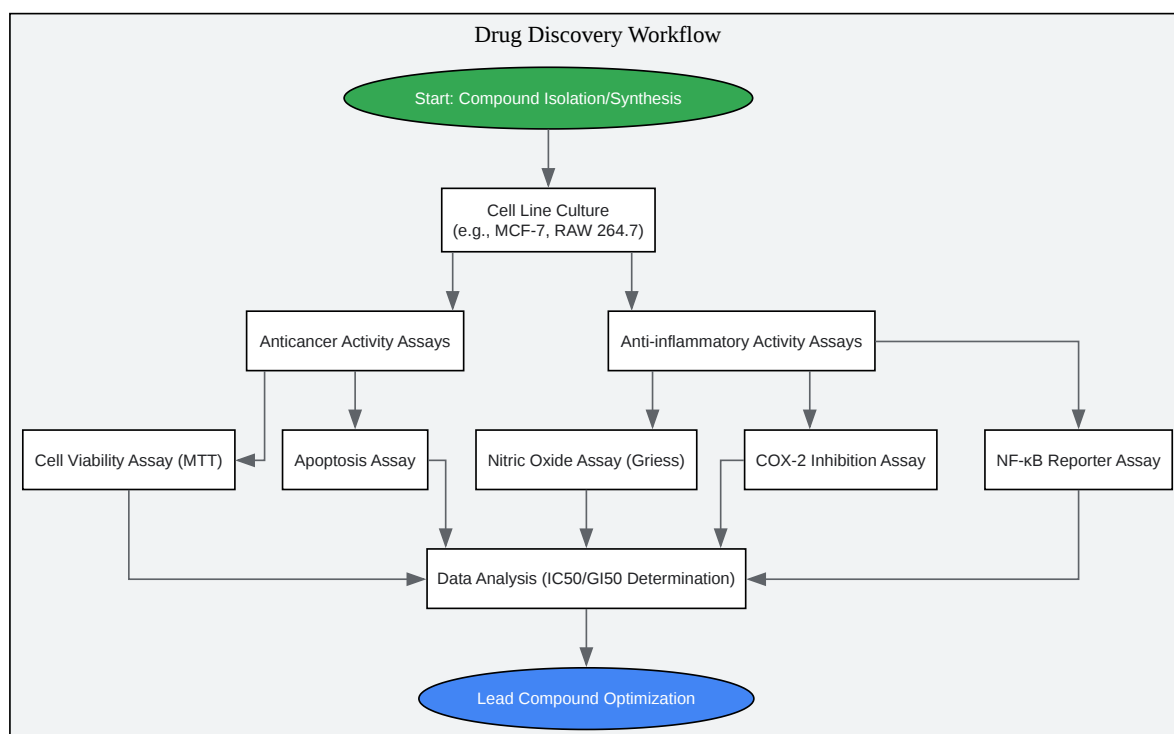 Drug Discovery Workflow
Start: Compound Isolation/Synthesis
Cell Line Culture
(e.g., MCF-7, RAW 264.7)
Anticancer Activity Assays
Anti-inflammatory Activity Assays
Cell Viability Assay (MTT)
Apoptosis Assay
Nitric Oxide Assay (Griess)
COX-2 Inhibition Assay
NF-κB Reporter Assay
Data Analysis (IC50/GI50 Determination)
Lead Compound Optimization